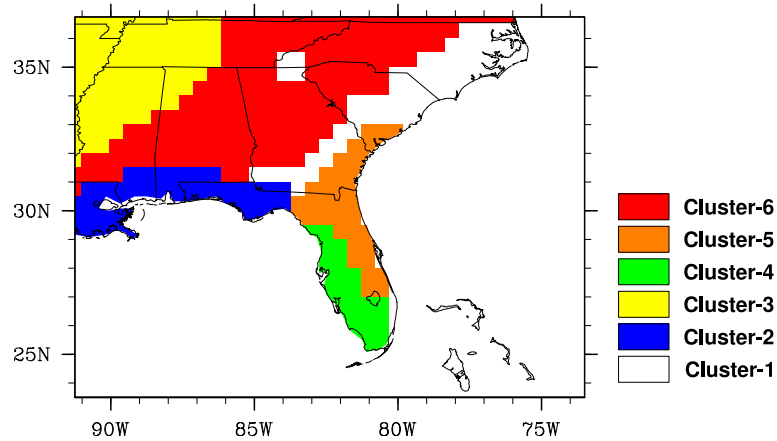 35N
30N
25N
90W
85W
80W
75W
Cluster-6
Cluster-5
Cluster-4
Cluster-3
Cluster-2
Cluster-1